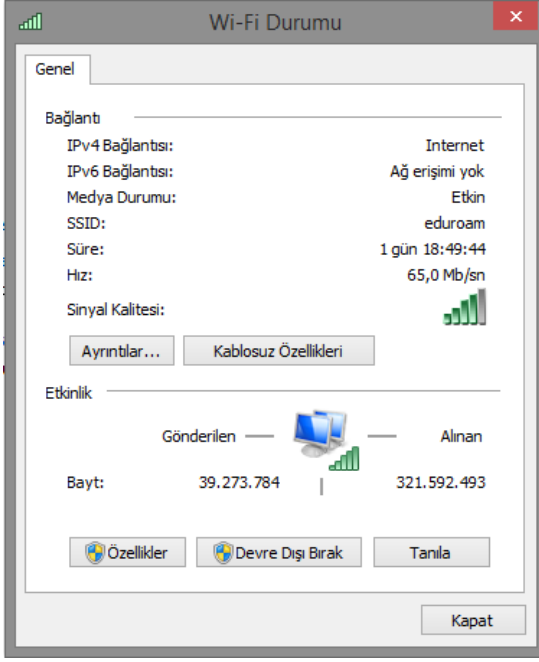 Wi-Fi Durumu
Genel
Bağlantı
IPv4 Bağlantısı: Internet
IPv6 Bağlantısı: Ağ erişimi yok
Medya Durumu: Etkin
SSID: eduroam
Süre: 1 gün 18:49:44
Hız: 65,0 Mb/sn
Sinyal Kalitesi:
Ayrıntılar... Kablosuz Özellikleri
Etkinlik
Gönderilen Alınan
Bayt: 39.273.784 321.592.493
Özellikler Devre Dışı Bırak Tanıla
Kapat